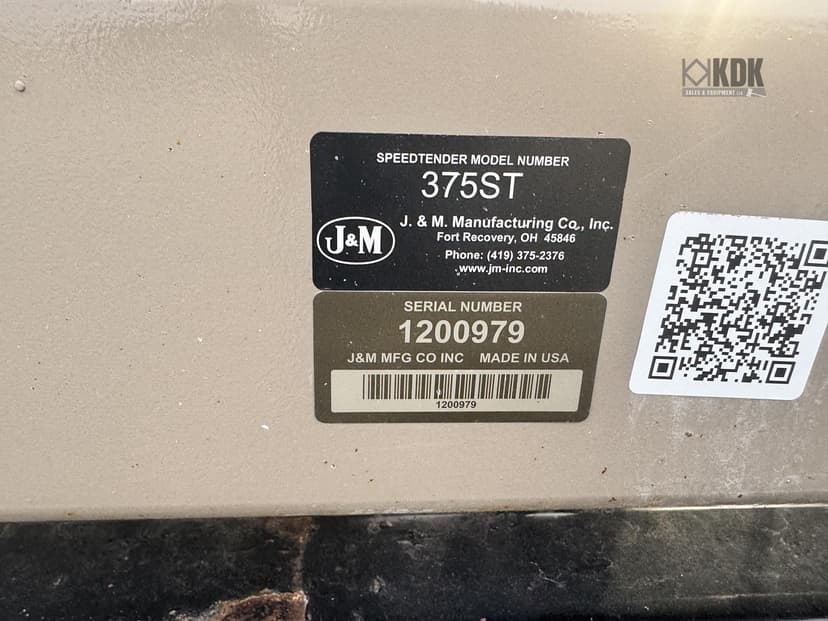 KDK
SALES & EQUIPMENT LLC
SPEEDTENDER MODEL NUMBER
375ST
J&M
J. & M. Manufacturing Co., Inc.
Fort Recovery, OH 45846
Phone: (419) 375-2376
www.jm-inc.com
SERIAL NUMBER
1200979
J&M MFG CO INC MADE IN USA
1200979